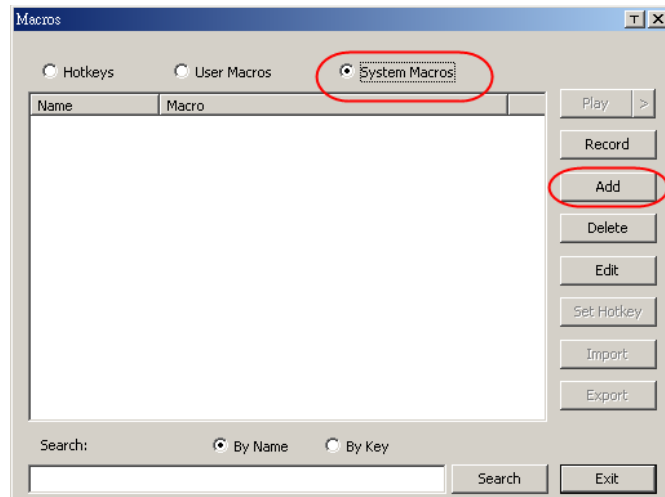 Macros
Hotkeys User Macros System Macros
Name Macro
Play >
Record
Add
Delete
Edit
Set Hotkey
Import
Export
Search: By Name By Key
Search Exit